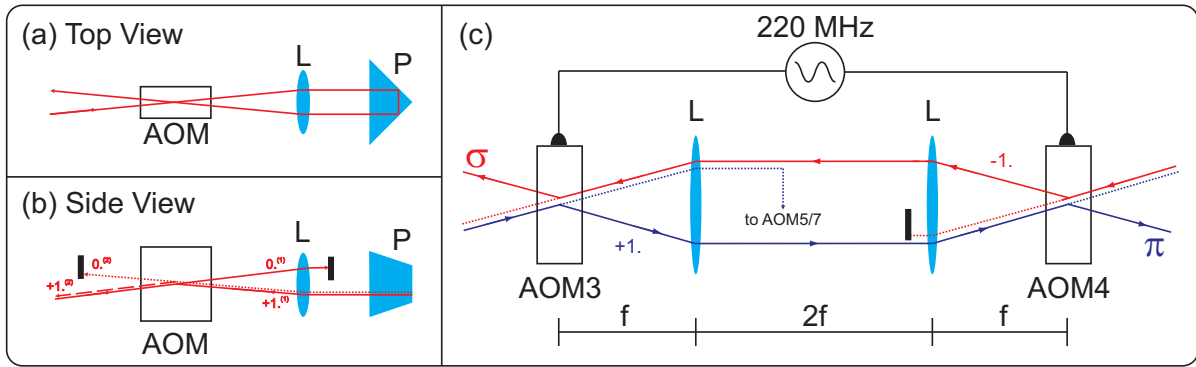 (a) Top View
L
P
AOM
(b) Side View
L
P
0.⁽²⁾
0.⁽¹⁾
+1.⁽²⁾
+1.⁽¹⁾
AOM
(c)
220 MHz
L
L
σ
-1.
to AOM5/7
+1.
π
AOM3
AOM4
f
2f
f